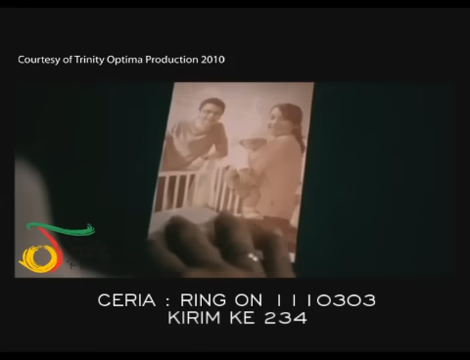 Courtesy of Trinity Optima Production 2010
CERIA : RING ON 1110303
KIRIM KE 234